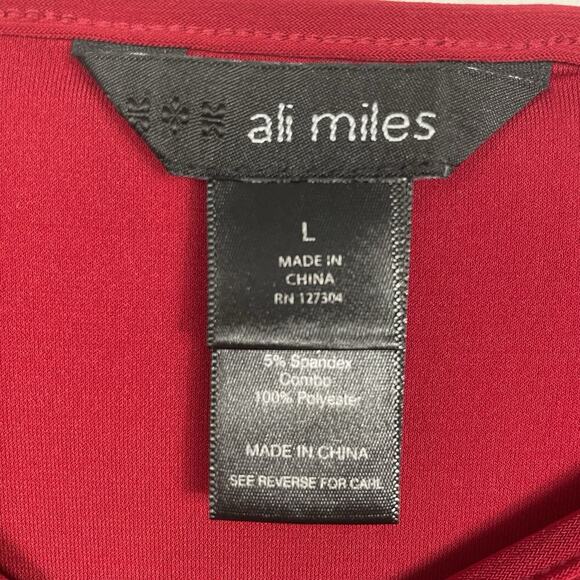 ali miles
L
MADE IN
CHINA
RN 127304
5% Spandex
Combo
100% Polyester
MADE IN CHINA
SEE REVERSE FOR CARE